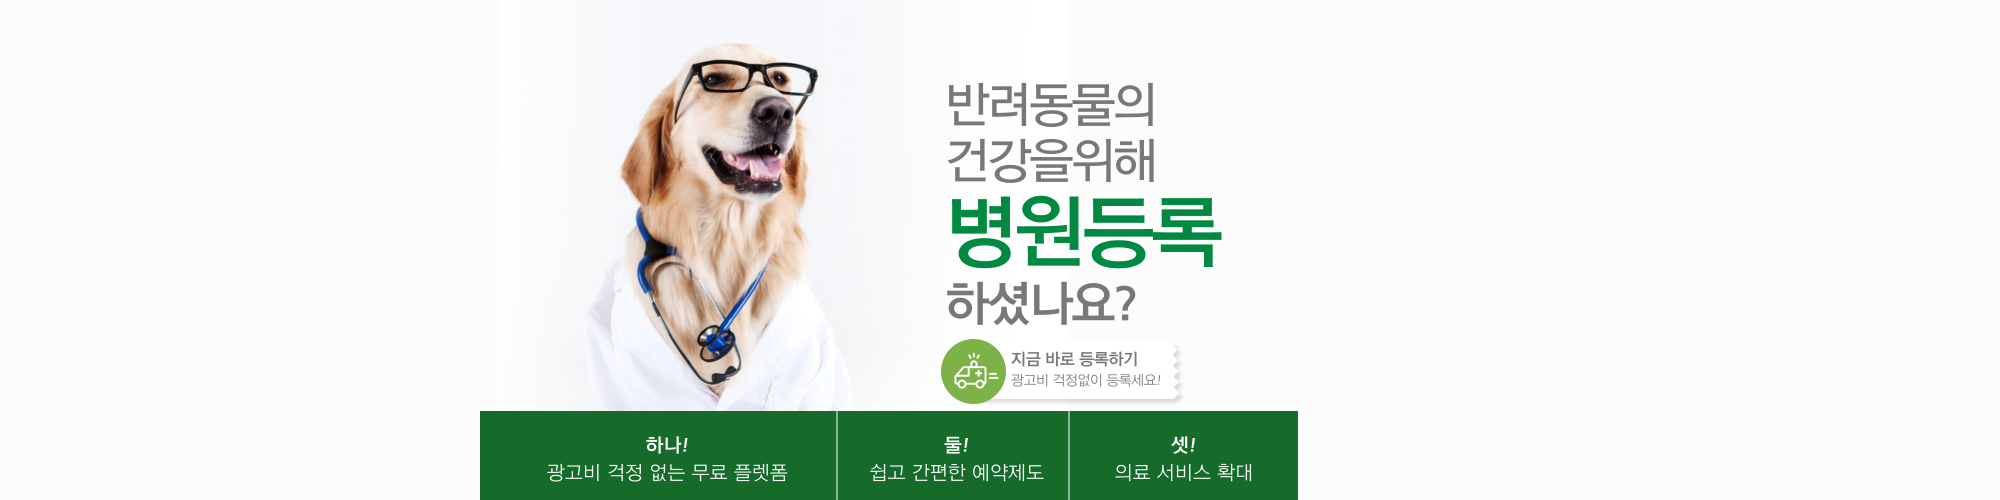 반려동물의
건강을위해
병원등록
하셨나요?
지금 바로 등록하기
광고비 걱정없이 등록세요!
하나!
광고비 걱정 없는 무료 플렛폼
둘!
쉽고 간편한 예약제도
셋!
의료 서비스 확대